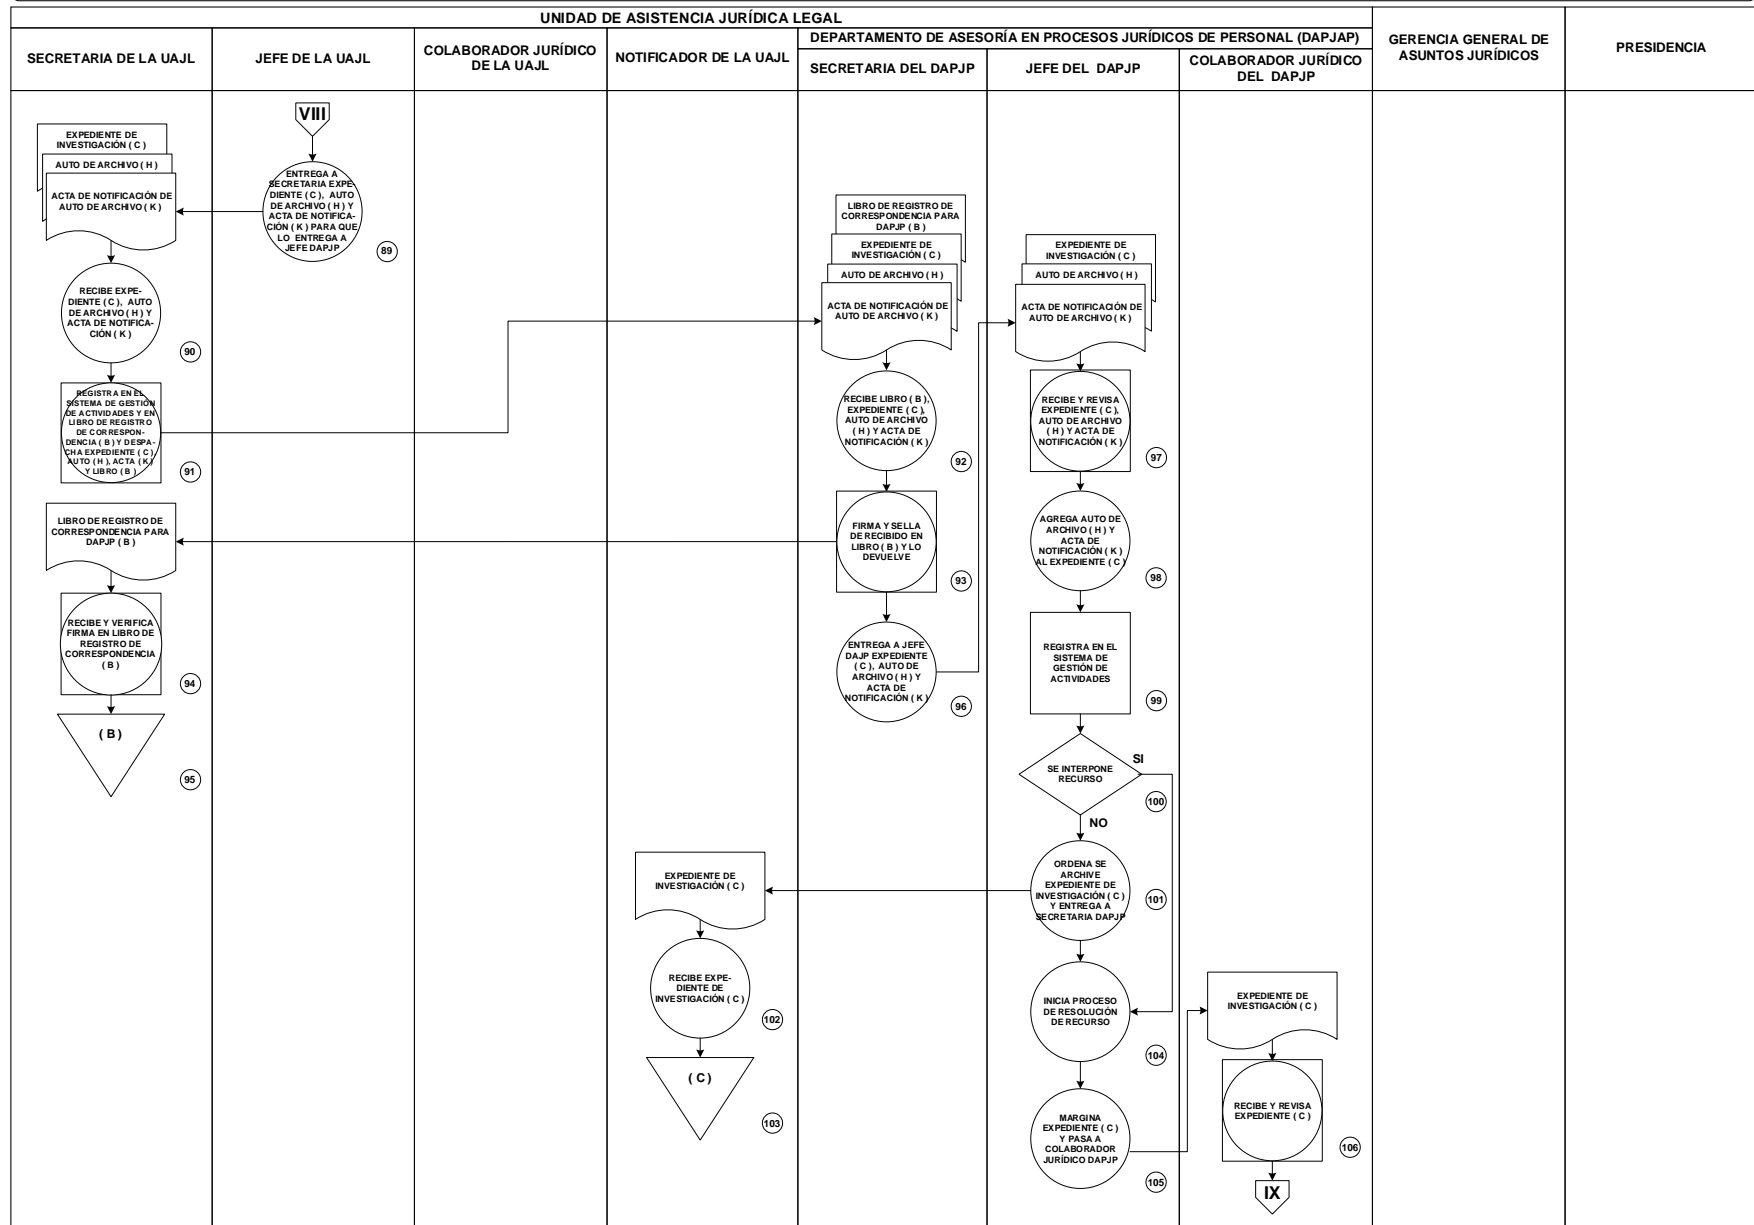 UNIDAD DE ASISTENCIA JURÍDICA LEGAL
SECRETARIA DE LA UAJL
JEFE DE LA UAJL
COLABORADOR JURÍDICO
DE LA UAJL
NOTIFICADOR DE LA UAJL
DEPARTAMENTO DE ASESORÍA EN PROCESOS JURÍDICOS DE PERSONAL (DAPJAP)
SECRETARIA DEL DAPJP
JEFE DEL DAPJP
COLABORADOR JURÍDICO
DEL DAPJP
GERENCIA GENERAL DE
ASUNTOS JURÍDICOS
PRESIDENCIA
VIII
ENTREGA A
SECRETARIA EXPE-
DIENTE ( C ), AUTO
DE ARCHIVO ( H ) Y
ACTA DE NOTIFICA-
CIÓN ( K ) PARA QUE
LO ENTREGA A
JEFE DAPJP
89
EXPEDIENTE DE
INVESTIGACIÓN ( C )
AUTO DE ARCHIVO ( H )
ACTA DE NOTIFICACIÓN DE
AUTO DE ARCHIVO ( K )
RECIBE EXPE-
DIENTE ( C ), AUTO
DE ARCHIVO ( H ) Y
ACTA DE NOTIFICA-
CIÓN ( K )
90
REGISTRA EN EL
SISTEMA DE GESTIÓN
DE ACTIVIDADES Y EN
LIBRO DE REGISTRO
DE CORRESPON-
DENCIA ( B ) Y DESPA-
CHA EXPEDIENTE ( C ),
AUTO ( H ), ACTA ( K )
Y LIBRO ( B )
91
LIBRO DE REGISTRO DE
CORRESPONDENCIA PARA
DAPJP ( B )
EXPEDIENTE DE
INVESTIGACIÓN ( C )
AUTO DE ARCHIVO ( H )
ACTA DE NOTIFICACIÓN DE
AUTO DE ARCHIVO ( K )
RECIBE LIBRO ( B ),
EXPEDIENTE ( C ),
AUTO DE ARCHIVO
( H ) Y ACTA DE
NOTIFICACIÓN ( K )
92
FIRMA Y SELLA
DE RECIBIDO EN
LIBRO ( B ) Y LO
DEVUELVE
93
LIBRO DE REGISTRO DE
CORRESPONDENCIA PARA
DAPJP ( B )
RECIBE Y VERIFICA
FIRMA EN LIBRO DE
REGISTRO DE
CORRESPONDENCIA
( B )
94
( B )
95
ENTREGA A JEFE
DAJP EXPEDIENTE
( C ), AUTO DE
ARCHIVO ( H ) Y
ACTA DE
NOTIFICACIÓN ( K )
96
EXPEDIENTE DE
INVESTIGACIÓN ( C )
AUTO DE ARCHIVO ( H )
ACTA DE NOTIFICACIÓN DE
AUTO DE ARCHIVO ( K )
RECIBE Y REVISA
EXPEDIENTE ( C ),
AUTO DE ARCHIVO
( H ) Y ACTA DE
NOTIFICACIÓN ( K )
97
AGREGA AUTO DE
ARCHIVO ( H ) Y
ACTA DE
NOTIFICACIÓN ( K )
AL EXPEDIENTE ( C )
98
REGISTRA EN EL
SISTEMA DE
GESTIÓN DE
ACTIVIDADES
99
SE INTERPONE
RECURSO
SI
100
NO
ORDENA SE
ARCHIVE
EXPEDIENTE DE
INVESTIGACIÓN ( C )
Y ENTREGA A
SECRETARIA DAPJP
101
EXPEDIENTE DE
INVESTIGACIÓN ( C )
RECIBE EXPE-
DIENTE DE
INVESTIGACIÓN ( C )
102
( C )
103
INICIA PROCESO
DE RESOLUCIÓN
DE RECURSO
104
MARGINA
EXPEDIENTE ( C )
Y PASA A
COLABORADOR
JURÍDICO DAPJP
105
EXPEDIENTE DE
INVESTIGACIÓN ( C )
RECIBE Y REVISA
EXPEDIENTE ( C )
106
IX